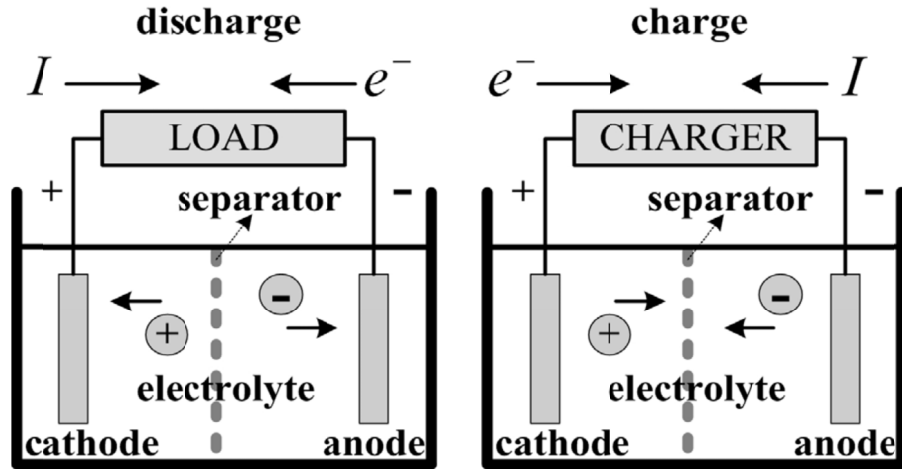 discharge
I e⁻
LOAD
+ -
separator
-
+
electrolyte
cathode anode
charge
e⁻ I
CHARGER
+ -
separator
-
+
electrolyte
cathode anode